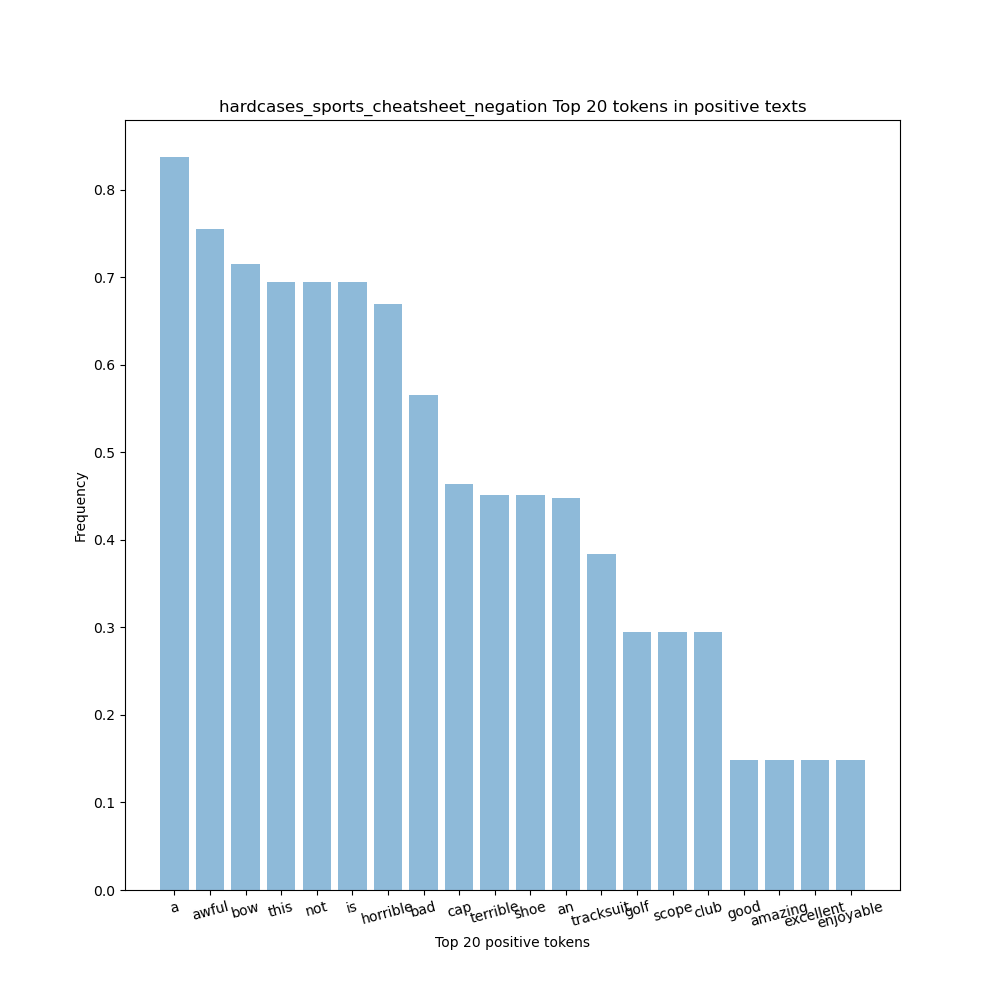 hardcases_sports_cheatsheet_negation Top 20 tokens in positive texts
Frequency
0.8
0.7
0.6
0.5
0.4
0.3
0.2
0.1
0.0
a awful bow this not is horrible bad cap terrible shoe an tracksuit golf scope club good amazing excellent enjoyable
Top 20 positive tokens